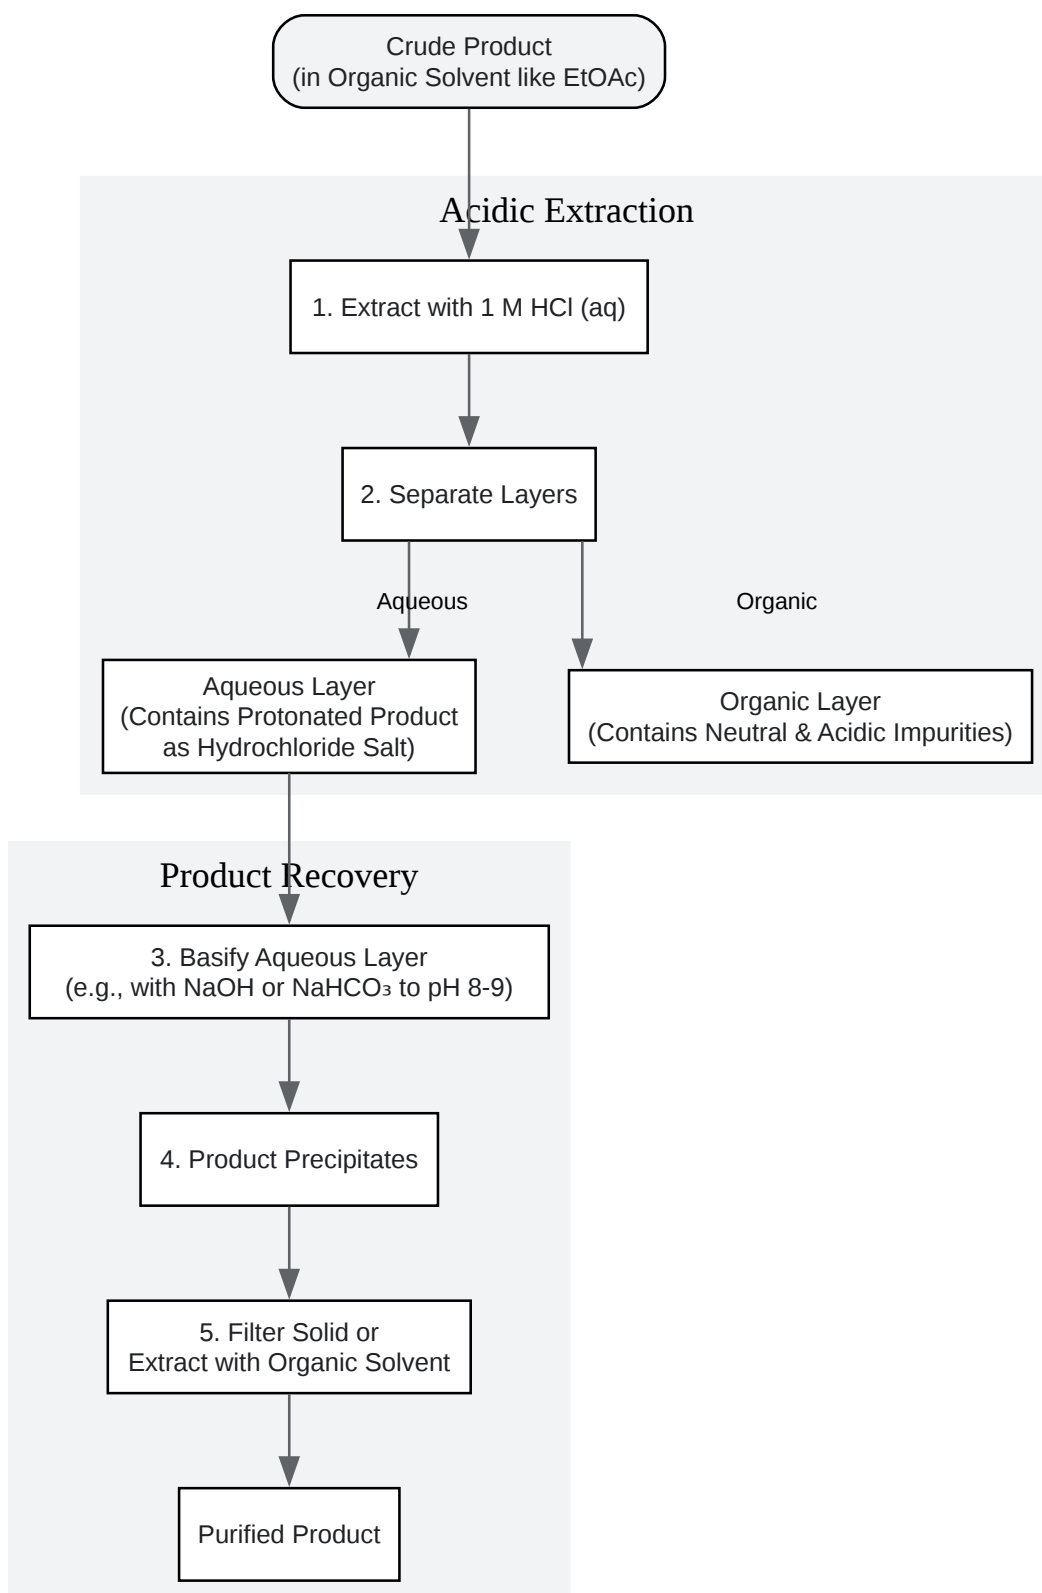 Crude Product
(in Organic Solvent like EtOAc)
Acidic Extraction
1. Extract with 1 M HCl (aq)
2. Separate Layers
Aqueous
Organic
Aqueous Layer
(Contains Protonated Product
as Hydrochloride Salt)
Organic Layer
(Contains Neutral & Acidic Impurities)
Product Recovery
3. Basify Aqueous Layer
(e.g., with NaOH or NaHCO₃ to pH 8-9)
4. Product Precipitates
5. Filter Solid or
Extract with Organic Solvent
Purified Product